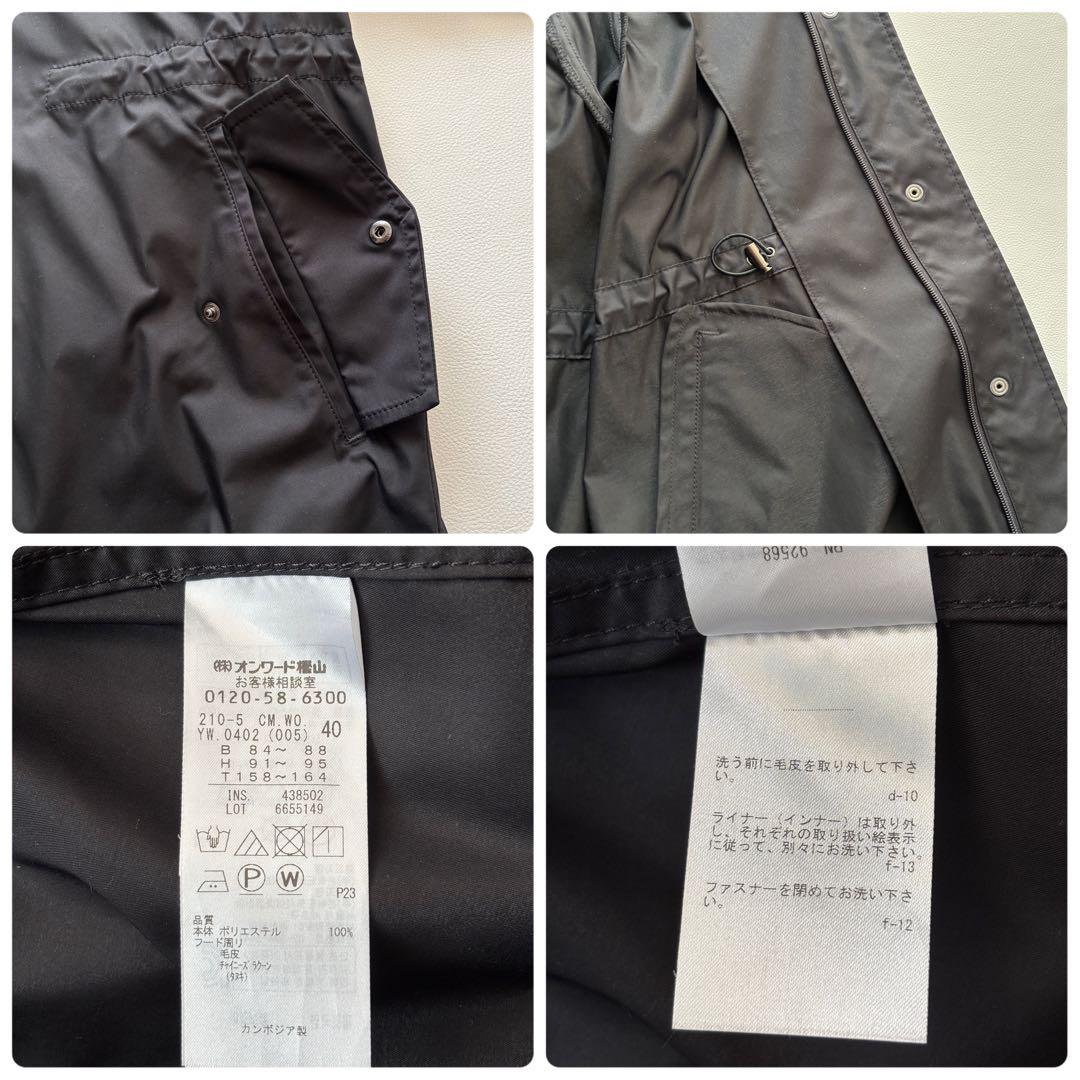 ㈱オンワード樫山
お客様相談室
0120-58-6300
210-5 CM.WO.
YW.0402 (005) 40
B 84〜 88
H 91〜 95
T158〜164
INS. 438502
LOT 6655149
P
W
P23
品質
本体 ポリエステル 100%
フード周り
毛皮
チャイニーズラクーン
(タヌキ)
カンボジア製
RN 92568
洗う前に毛皮を取り外して下さ
い。
d-10
ライナー（インナー）は取り外
し、それぞれの取り扱い絵表示
に従って、別々にお洗い下さい。
f-13
ファスナーを閉めてお洗い下さ
い。
f-12